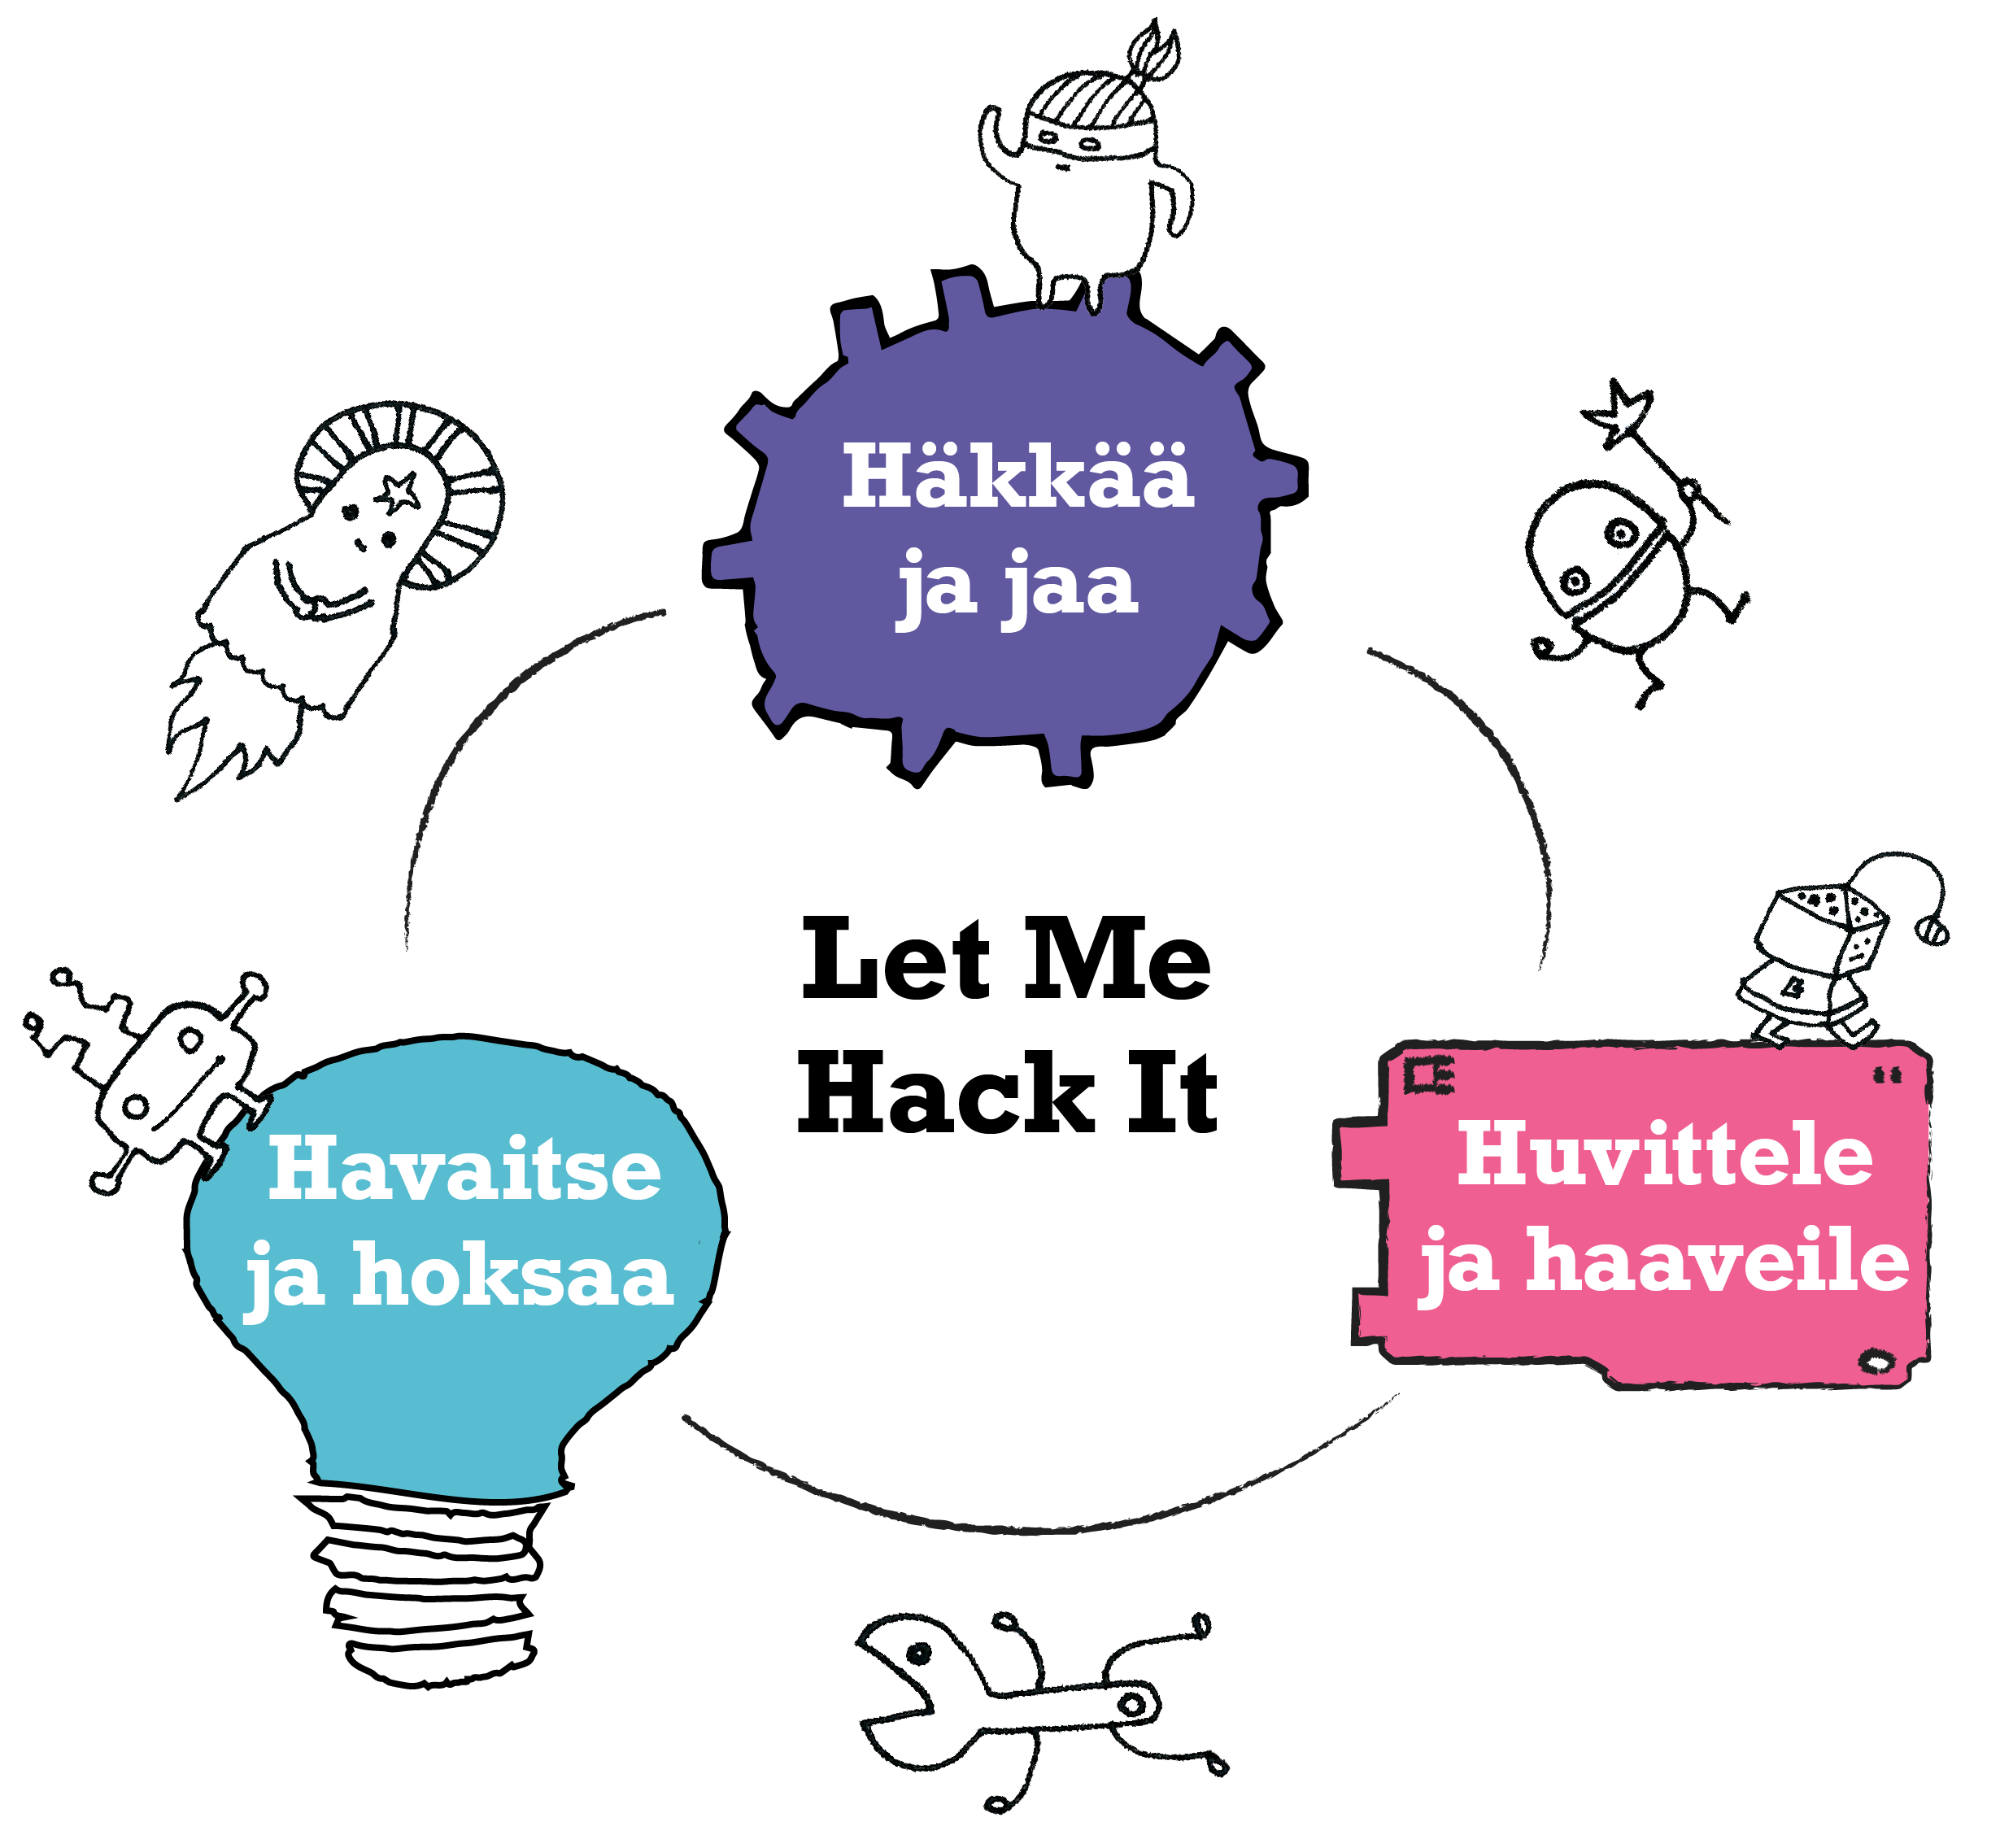 Häkkää
ja jaa
Let Me
Hack It
Havaitse
ja hoksaa
Huvittele
ja haaveile